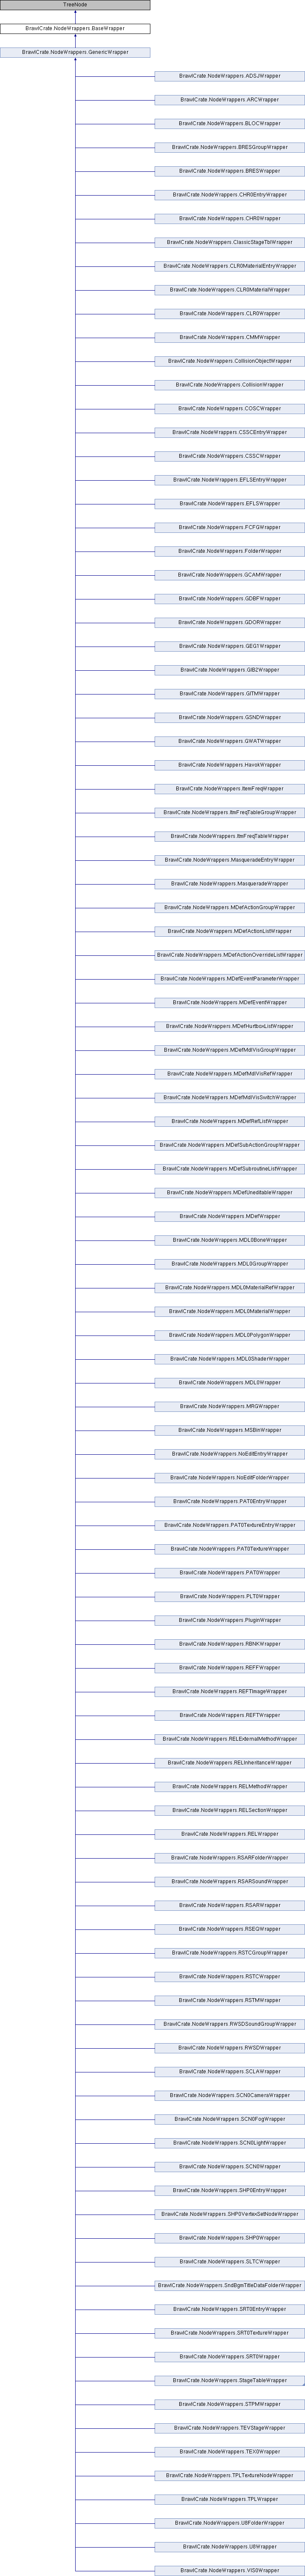 TreeNode
BrawlCrate.NodeWrappers.BaseWrapper
BrawlCrate.NodeWrappers.GenericWrapper
BrawlCrate.NodeWrappers.ADSJWrapper
BrawlCrate.NodeWrappers.ARCWrapper
BrawlCrate.NodeWrappers.BLOCWrapper
BrawlCrate.NodeWrappers.BRESGroupWrapper
BrawlCrate.NodeWrappers.BRESWrapper
BrawlCrate.NodeWrappers.CHR0EntryWrapper
BrawlCrate.NodeWrappers.CHR0Wrapper
BrawlCrate.NodeWrappers.ClassicStageTblWrapper
BrawlCrate.NodeWrappers.CLR0MaterialEntryWrapper
BrawlCrate.NodeWrappers.CLR0MaterialWrapper
BrawlCrate.NodeWrappers.CLR0Wrapper
BrawlCrate.NodeWrappers.CMMWrapper
BrawlCrate.NodeWrappers.CollisionObjectWrapper
BrawlCrate.NodeWrappers.CollisionWrapper
BrawlCrate.NodeWrappers.COSCWrapper
BrawlCrate.NodeWrappers.CSSCEntryWrapper
BrawlCrate.NodeWrappers.CSSCWrapper
BrawlCrate.NodeWrappers.EFLSEntryWrapper
BrawlCrate.NodeWrappers.EFLSWrapper
BrawlCrate.NodeWrappers.FCFGWrapper
BrawlCrate.NodeWrappers.FolderWrapper
BrawlCrate.NodeWrappers.GCAMWrapper
BrawlCrate.NodeWrappers.GDBFWrapper
BrawlCrate.NodeWrappers.GDORWrapper
BrawlCrate.NodeWrappers.GEG1Wrapper
BrawlCrate.NodeWrappers.GIB2Wrapper
BrawlCrate.NodeWrappers.GITMWrapper
BrawlCrate.NodeWrappers.GSNDWrapper
BrawlCrate.NodeWrappers.GWATWrapper
BrawlCrate.NodeWrappers.HavokWrapper
BrawlCrate.NodeWrappers.ItemFreqWrapper
BrawlCrate.NodeWrappers.ItmFreqTableGroupWrapper
BrawlCrate.NodeWrappers.ItmFreqTableWrapper
BrawlCrate.NodeWrappers.MasqueradeEntryWrapper
BrawlCrate.NodeWrappers.MasqueradeWrapper
BrawlCrate.NodeWrappers.MDefActionGroupWrapper
BrawlCrate.NodeWrappers.MDefActionListWrapper
BrawlCrate.NodeWrappers.MDefActionOverrideListWrapper
BrawlCrate.NodeWrappers.MDefEventParameterWrapper
BrawlCrate.NodeWrappers.MDefEventWrapper
BrawlCrate.NodeWrappers.MDefHurtboxListWrapper
BrawlCrate.NodeWrappers.MDefMdlVisGroupWrapper
BrawlCrate.NodeWrappers.MDefMdlVisRefWrapper
BrawlCrate.NodeWrappers.MDefMdlVisSwitchWrapper
BrawlCrate.NodeWrappers.MDefRefListWrapper
BrawlCrate.NodeWrappers.MDefSubActionGroupWrapper
BrawlCrate.NodeWrappers.MDefSubroutineListWrapper
BrawlCrate.NodeWrappers.MDefUneditableWrapper
BrawlCrate.NodeWrappers.MDefWrapper
BrawlCrate.NodeWrappers.MDL0BoneWrapper
BrawlCrate.NodeWrappers.MDL0GroupWrapper
BrawlCrate.NodeWrappers.MDL0MaterialRefWrapper
BrawlCrate.NodeWrappers.MDL0MaterialWrapper
BrawlCrate.NodeWrappers.MDL0PolygonWrapper
BrawlCrate.NodeWrappers.MDL0ShaderWrapper
BrawlCrate.NodeWrappers.MDL0Wrapper
BrawlCrate.NodeWrappers.MRGWrapper
BrawlCrate.NodeWrappers.MSBinWrapper
BrawlCrate.NodeWrappers.NoEditEntryWrapper
BrawlCrate.NodeWrappers.NoEditFolderWrapper
BrawlCrate.NodeWrappers.PAT0EntryWrapper
BrawlCrate.NodeWrappers.PAT0TextureEntryWrapper
BrawlCrate.NodeWrappers.PAT0TextureWrapper
BrawlCrate.NodeWrappers.PAT0Wrapper
BrawlCrate.NodeWrappers.PLT0Wrapper
BrawlCrate.NodeWrappers.PluginWrapper
BrawlCrate.NodeWrappers.RBNKWrapper
BrawlCrate.NodeWrappers.REFFWrapper
BrawlCrate.NodeWrappers.REFTImageWrapper
BrawlCrate.NodeWrappers.REFTWrapper
BrawlCrate.NodeWrappers.RELExternalMethodWrapper
BrawlCrate.NodeWrappers.RELInheritanceWrapper
BrawlCrate.NodeWrappers.RELMethodWrapper
BrawlCrate.NodeWrappers.RELSectionWrapper
BrawlCrate.NodeWrappers.RELWrapper
BrawlCrate.NodeWrappers.RSARFolderWrapper
BrawlCrate.NodeWrappers.RSARSoundWrapper
BrawlCrate.NodeWrappers.RSARWrapper
BrawlCrate.NodeWrappers.RSEQWrapper
BrawlCrate.NodeWrappers.RSTCGroupWrapper
BrawlCrate.NodeWrappers.RSTCWrapper
BrawlCrate.NodeWrappers.RSTMWrapper
BrawlCrate.NodeWrappers.RWSDSoundGroupWrapper
BrawlCrate.NodeWrappers.RWSDWrapper
BrawlCrate.NodeWrappers.SCLAWrapper
BrawlCrate.NodeWrappers.SCN0CameraWrapper
BrawlCrate.NodeWrappers.SCN0FogWrapper
BrawlCrate.NodeWrappers.SCN0LightWrapper
BrawlCrate.NodeWrappers.SCN0Wrapper
BrawlCrate.NodeWrappers.SHP0EntryWrapper
BrawlCrate.NodeWrappers.SHP0VertexSetNodeWrapper
BrawlCrate.NodeWrappers.SHP0Wrapper
BrawlCrate.NodeWrappers.SLTCWrapper
BrawlCrate.NodeWrappers.SndBgmTitleDataFolderWrapper
BrawlCrate.NodeWrappers.SRT0EntryWrapper
BrawlCrate.NodeWrappers.SRT0TextureWrapper
BrawlCrate.NodeWrappers.SRT0Wrapper
BrawlCrate.NodeWrappers.StageTableWrapper
BrawlCrate.NodeWrappers.STPMWrapper
BrawlCrate.NodeWrappers.TEVStageWrapper
BrawlCrate.NodeWrappers.TEX0Wrapper
BrawlCrate.NodeWrappers.TPLTextureNodeWrapper
BrawlCrate.NodeWrappers.TPLWrapper
BrawlCrate.NodeWrappers.U8FolderWrapper
BrawlCrate.NodeWrappers.U8Wrapper
BrawlCrate.NodeWrappers.VIS0Wrapper